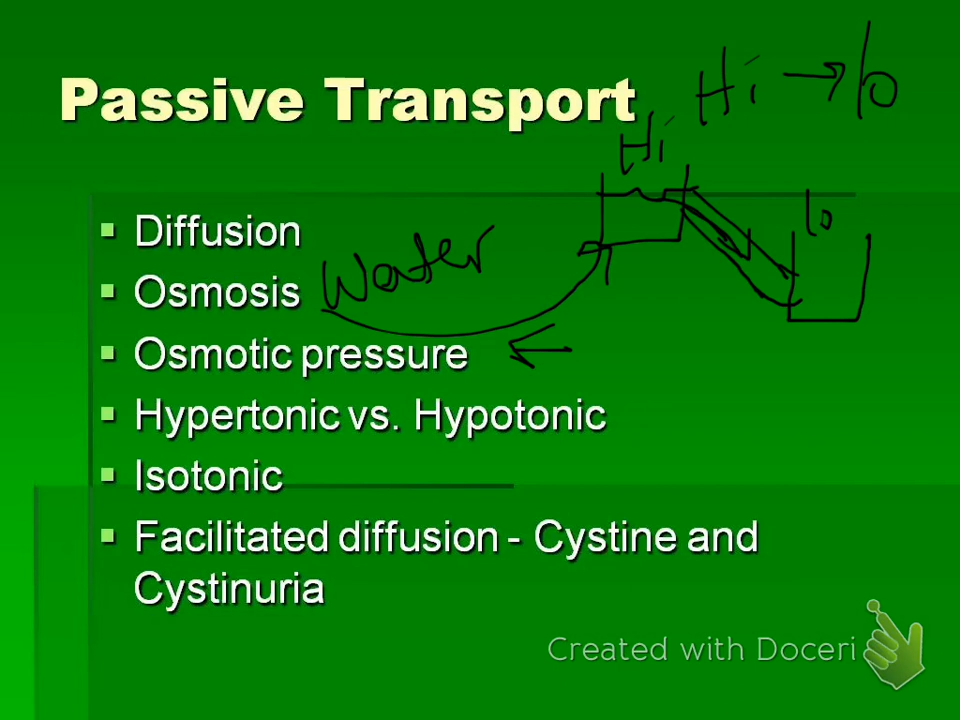 Passive Transport
Hi → lo
Hi
lo
Diffusion
Water
Osmosis
Osmotic pressure
Hypertonic vs. Hypotonic
Isotonic
Facilitated diffusion - Cystine and
Cystinuria
Created with Doceri